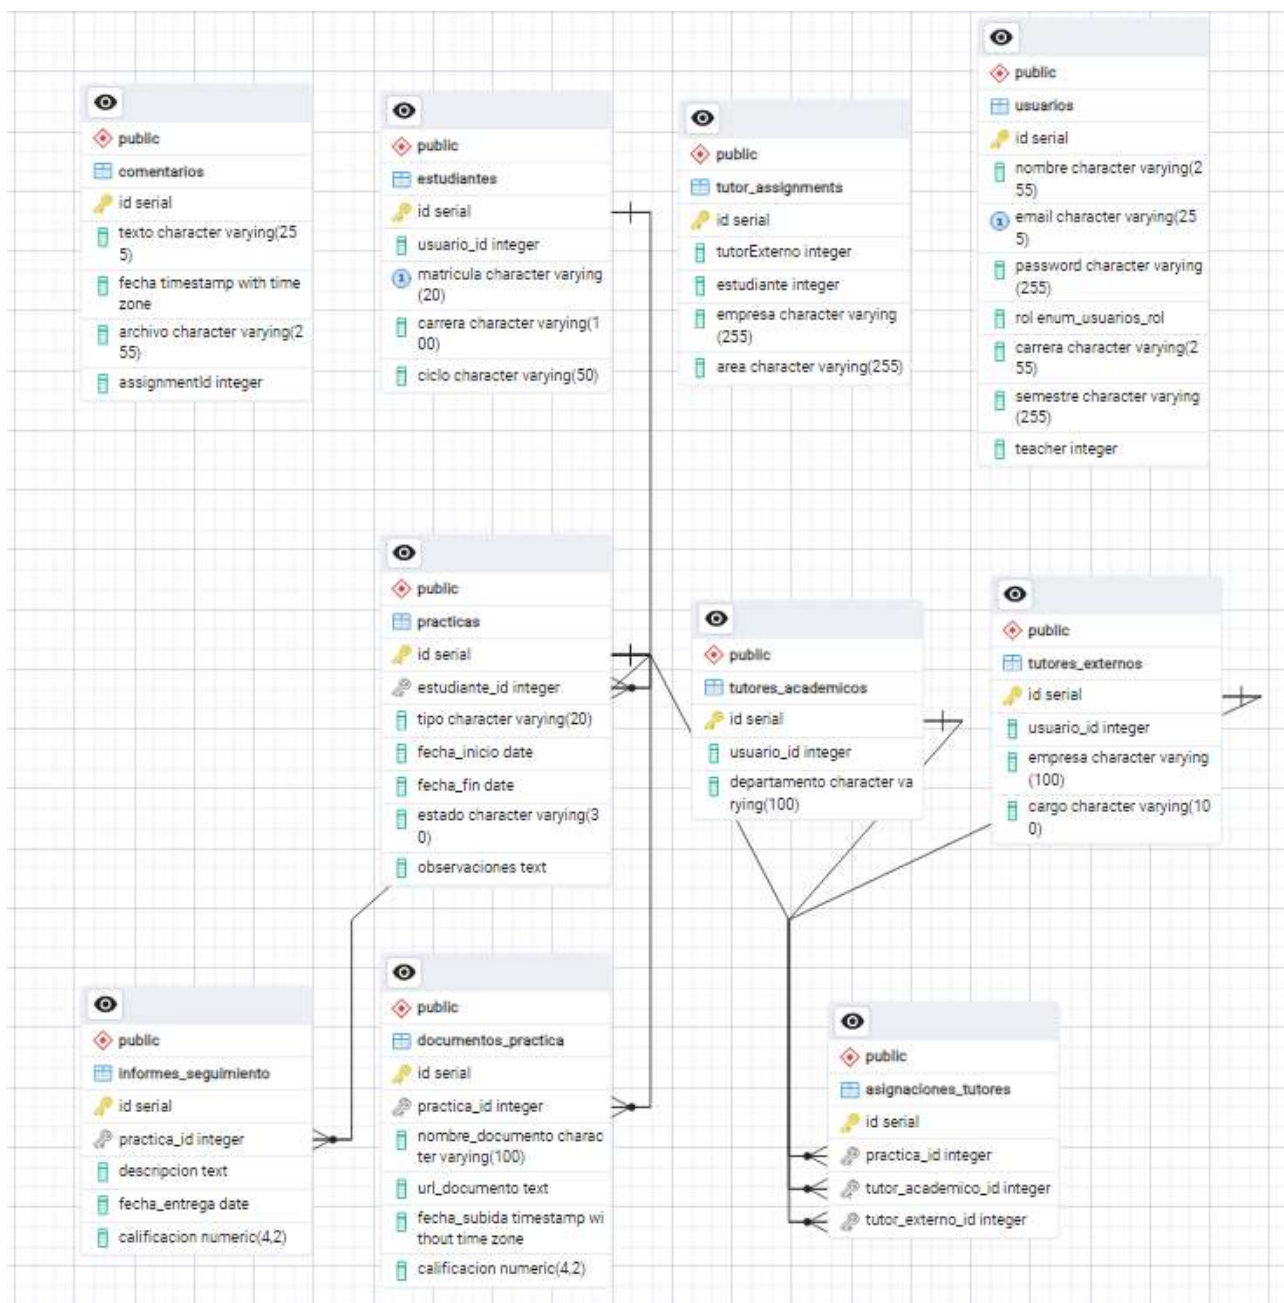 public
comentarios
id serial
texto character varying(25
5)
fecha timestamp with time
zone
archivo character varying(2
55)
assignmentId integer
public
estudiantes
id serial
usuario_id integer
matricula character varying
(20)
carrera character varying(1
00)
ciclo character varying(50)
public
tutor_assignments
id serial
tutorExterno integer
estudiante integer
empresa character varying
(255)
area character varying(255)
public
usuarios
id serial
nombre character varying(2
55)
1
email character varying(25
5)
password character varying
(255)
rol enum_usuarios_rol
carrera character varying(2
55)
semestre character varying
(255)
teacher integer
public
practicas
id serial
estudiante_id integer
tipo character varying(20)
fecha_inicio date
fecha_fin date
estado character varying(3
0)
observaciones text
public
tutores_academicos
id serial
usuario_id integer
departamento character va
rying(100)
public
tutores_externos
id serial
usuario_id integer
empresa character varying
(100)
cargo character varying(10
0)
public
informes_seguimiento
id serial
practica_id integer
descripcion text
fecha_entrega date
calificacion numeric(4,2)
public
documentos_practica
id serial
practica_id integer
nombre_documento charac
ter varying(100)
url_documento text
fecha_subida timestamp wi
thout time zone
calificacion numeric(4,2)
public
asignaciones_tutores
id serial
practica_id integer
tutor_academico_id integer
tutor_externo_id integer